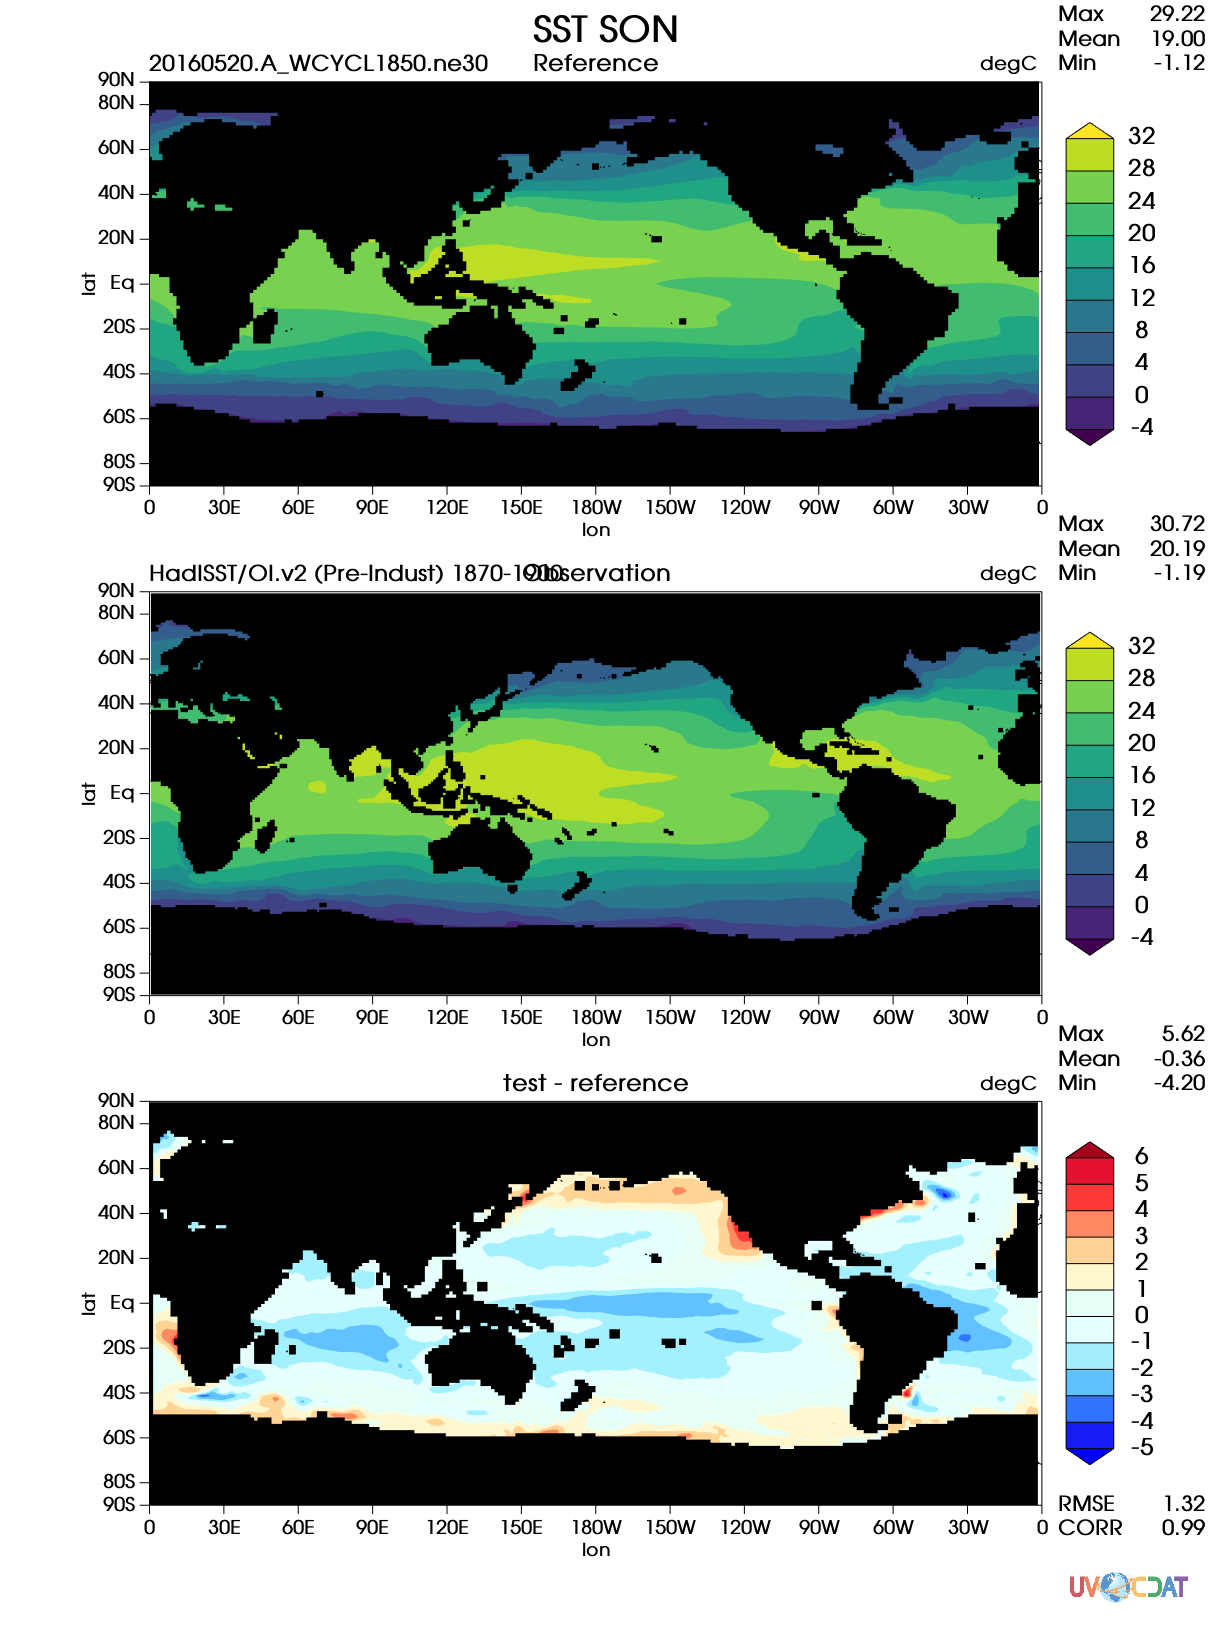 SST SON
20160520.A_WCYCL1850.ne30 Reference degC
Max 29.22
Mean 19.00
Min -1.12
90N
80N
60N
40N
20N
Eq
20S
40S
60S
80S
90S
lat
0 30E 60E 90E 120E 150E 180W 150W 120W 90W 60W 30W 0
lon
32
28
24
20
16
12
8
4
0
-4
HadISST/OI.v2 (Pre-Indust) 1870-1900 Observation degC
Max 30.72
Mean 20.19
Min -1.19
90N
80N
60N
40N
20N
Eq
20S
40S
60S
80S
90S
lat
0 30E 60E 90E 120E 150E 180W 150W 120W 90W 60W 30W 0
lon
32
28
24
20
16
12
8
4
0
-4
test - reference degC
Max 5.62
Mean -0.36
Min -4.20
90N
80N
60N
40N
20N
Eq
20S
40S
60S
80S
90S
lat
0 30E 60E 90E 120E 150E 180W 150W 120W 90W 60W 30W 0
lon
6
5
4
3
2
1
0
-1
-2
-3
-4
-5
RMSE 1.32
CORR 0.99
UV CDAT